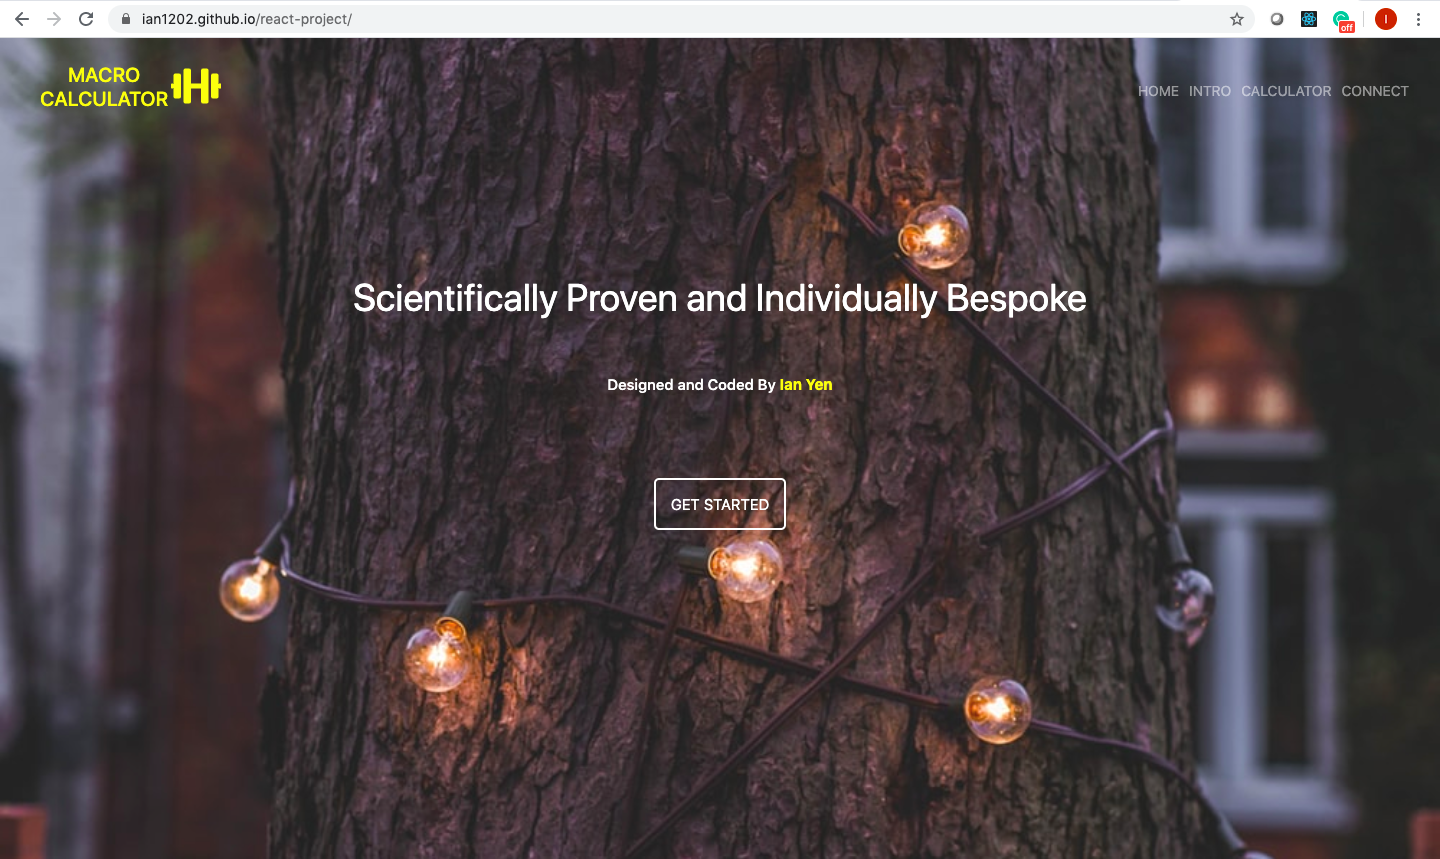 ian1202.github.io/react-project/
off
I
MACRO
CALCULATOR
HOME INTRO CALCULATOR CONNECT
Scientifically Proven and Individually Bespoke
Designed and Coded By Ian Yen
GET STARTED